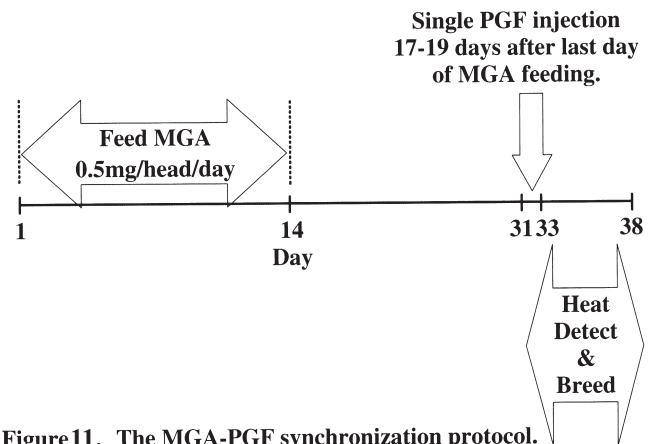 Single PGF injection
17-19 days after last day
of MGA feeding.
Feed MGA
0.5mg/head/day
1
14
31 33
38
Day
Heat
Detect
&
Breed
Figure 11. The MGA-PGF synchronization protocol.